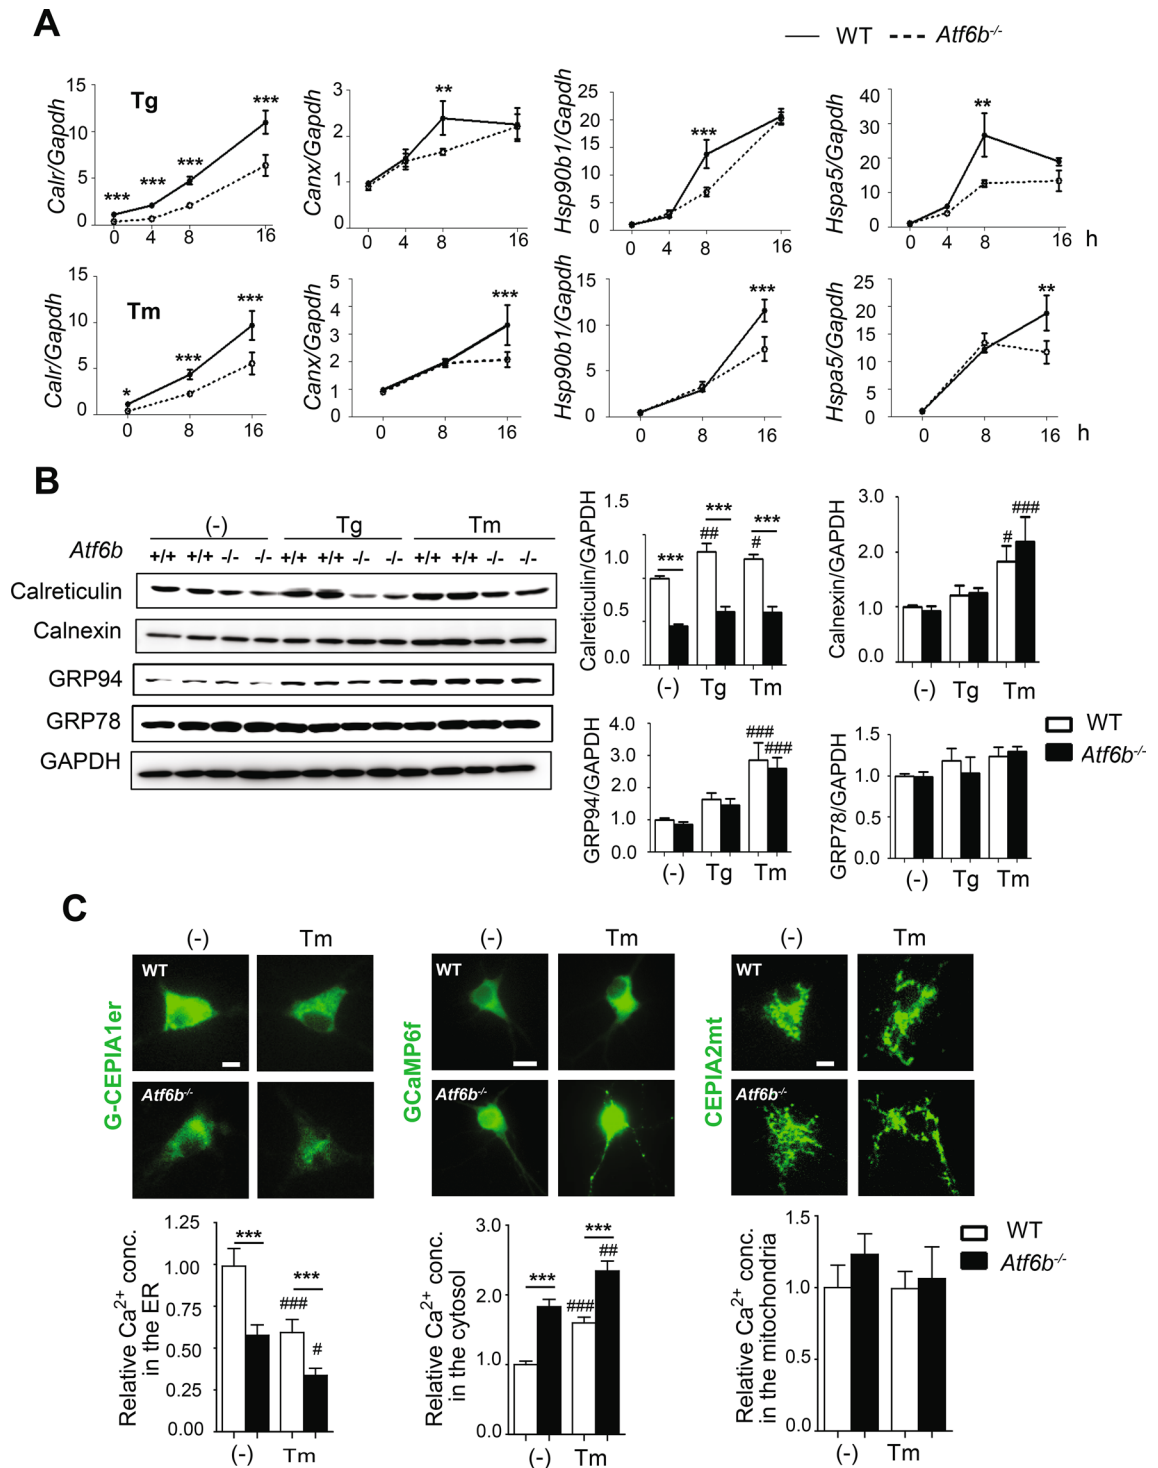 A
WT Atf6b-/-
Tg
Calr/Gapdh
15
10
5
0
*** *** *** ***
0 4 8 16
Canx/Gapdh
3
2
1
0
**
0 4 8 16
Hsp90b1/Gapdh
25
20
15
10
5
0
***
0 4 8 16
Hspa5/Gapdh
40
30
20
10
0
**
0 4 8 16 h
Tm
Calr/Gapdh
15
10
5
0
* *** ***
0 8 16
Canx/Gapdh
5
4
3
2
1
0
***
0 8 16
Hsp90b1/Gapdh
15
10
5
0
***
0 8 16
Hspa5/Gapdh
25
20
15
10
5
0
**
0 8 16 h
B
(-) Tg Tm
Atf6b +/+ +/+ -/- -/- +/+ +/+ -/- -/- +/+ +/+ -/- -/-
Calreticulin
Calnexin
GRP94
GRP78
GAPDH
Calreticulin/GAPDH
1.5
1.0
0.5
0.0
*** *** ***
## #
(-) Tg Tm
Calnexin/GAPDH
3.0
2.0
1.0
0.0
# ###
(-) Tg Tm
GRP94/GAPDH
4.0
3.0
2.0
1.0
0.0
### ###
(-) Tg Tm
GRP78/GAPDH
1.5
1.0
0.5
0.0
(-) Tg Tm
WT
Atf6b-/-
C
(-) Tm
G-CEPIA1er
WT
Atf6b-/-
(-) Tm
GCaMP6f
Atf6b-/-
(-) Tm
CEPIA2mt
WT
Atf6b-/-
Relative Ca2+ conc.
in the ER
1.25
1.00
0.75
0.50
0.25
0.00
*** ***
### #
(-) Tm
Relative Ca2+ conc.
in the cytosol
3.0
2.0
1.0
0.0
*** ***
### ##
(-) Tm
Relative Ca2+ conc.
in the mitochondria
1.5
1.0
0.5
0.0
(-) Tm
WT
Atf6b-/-